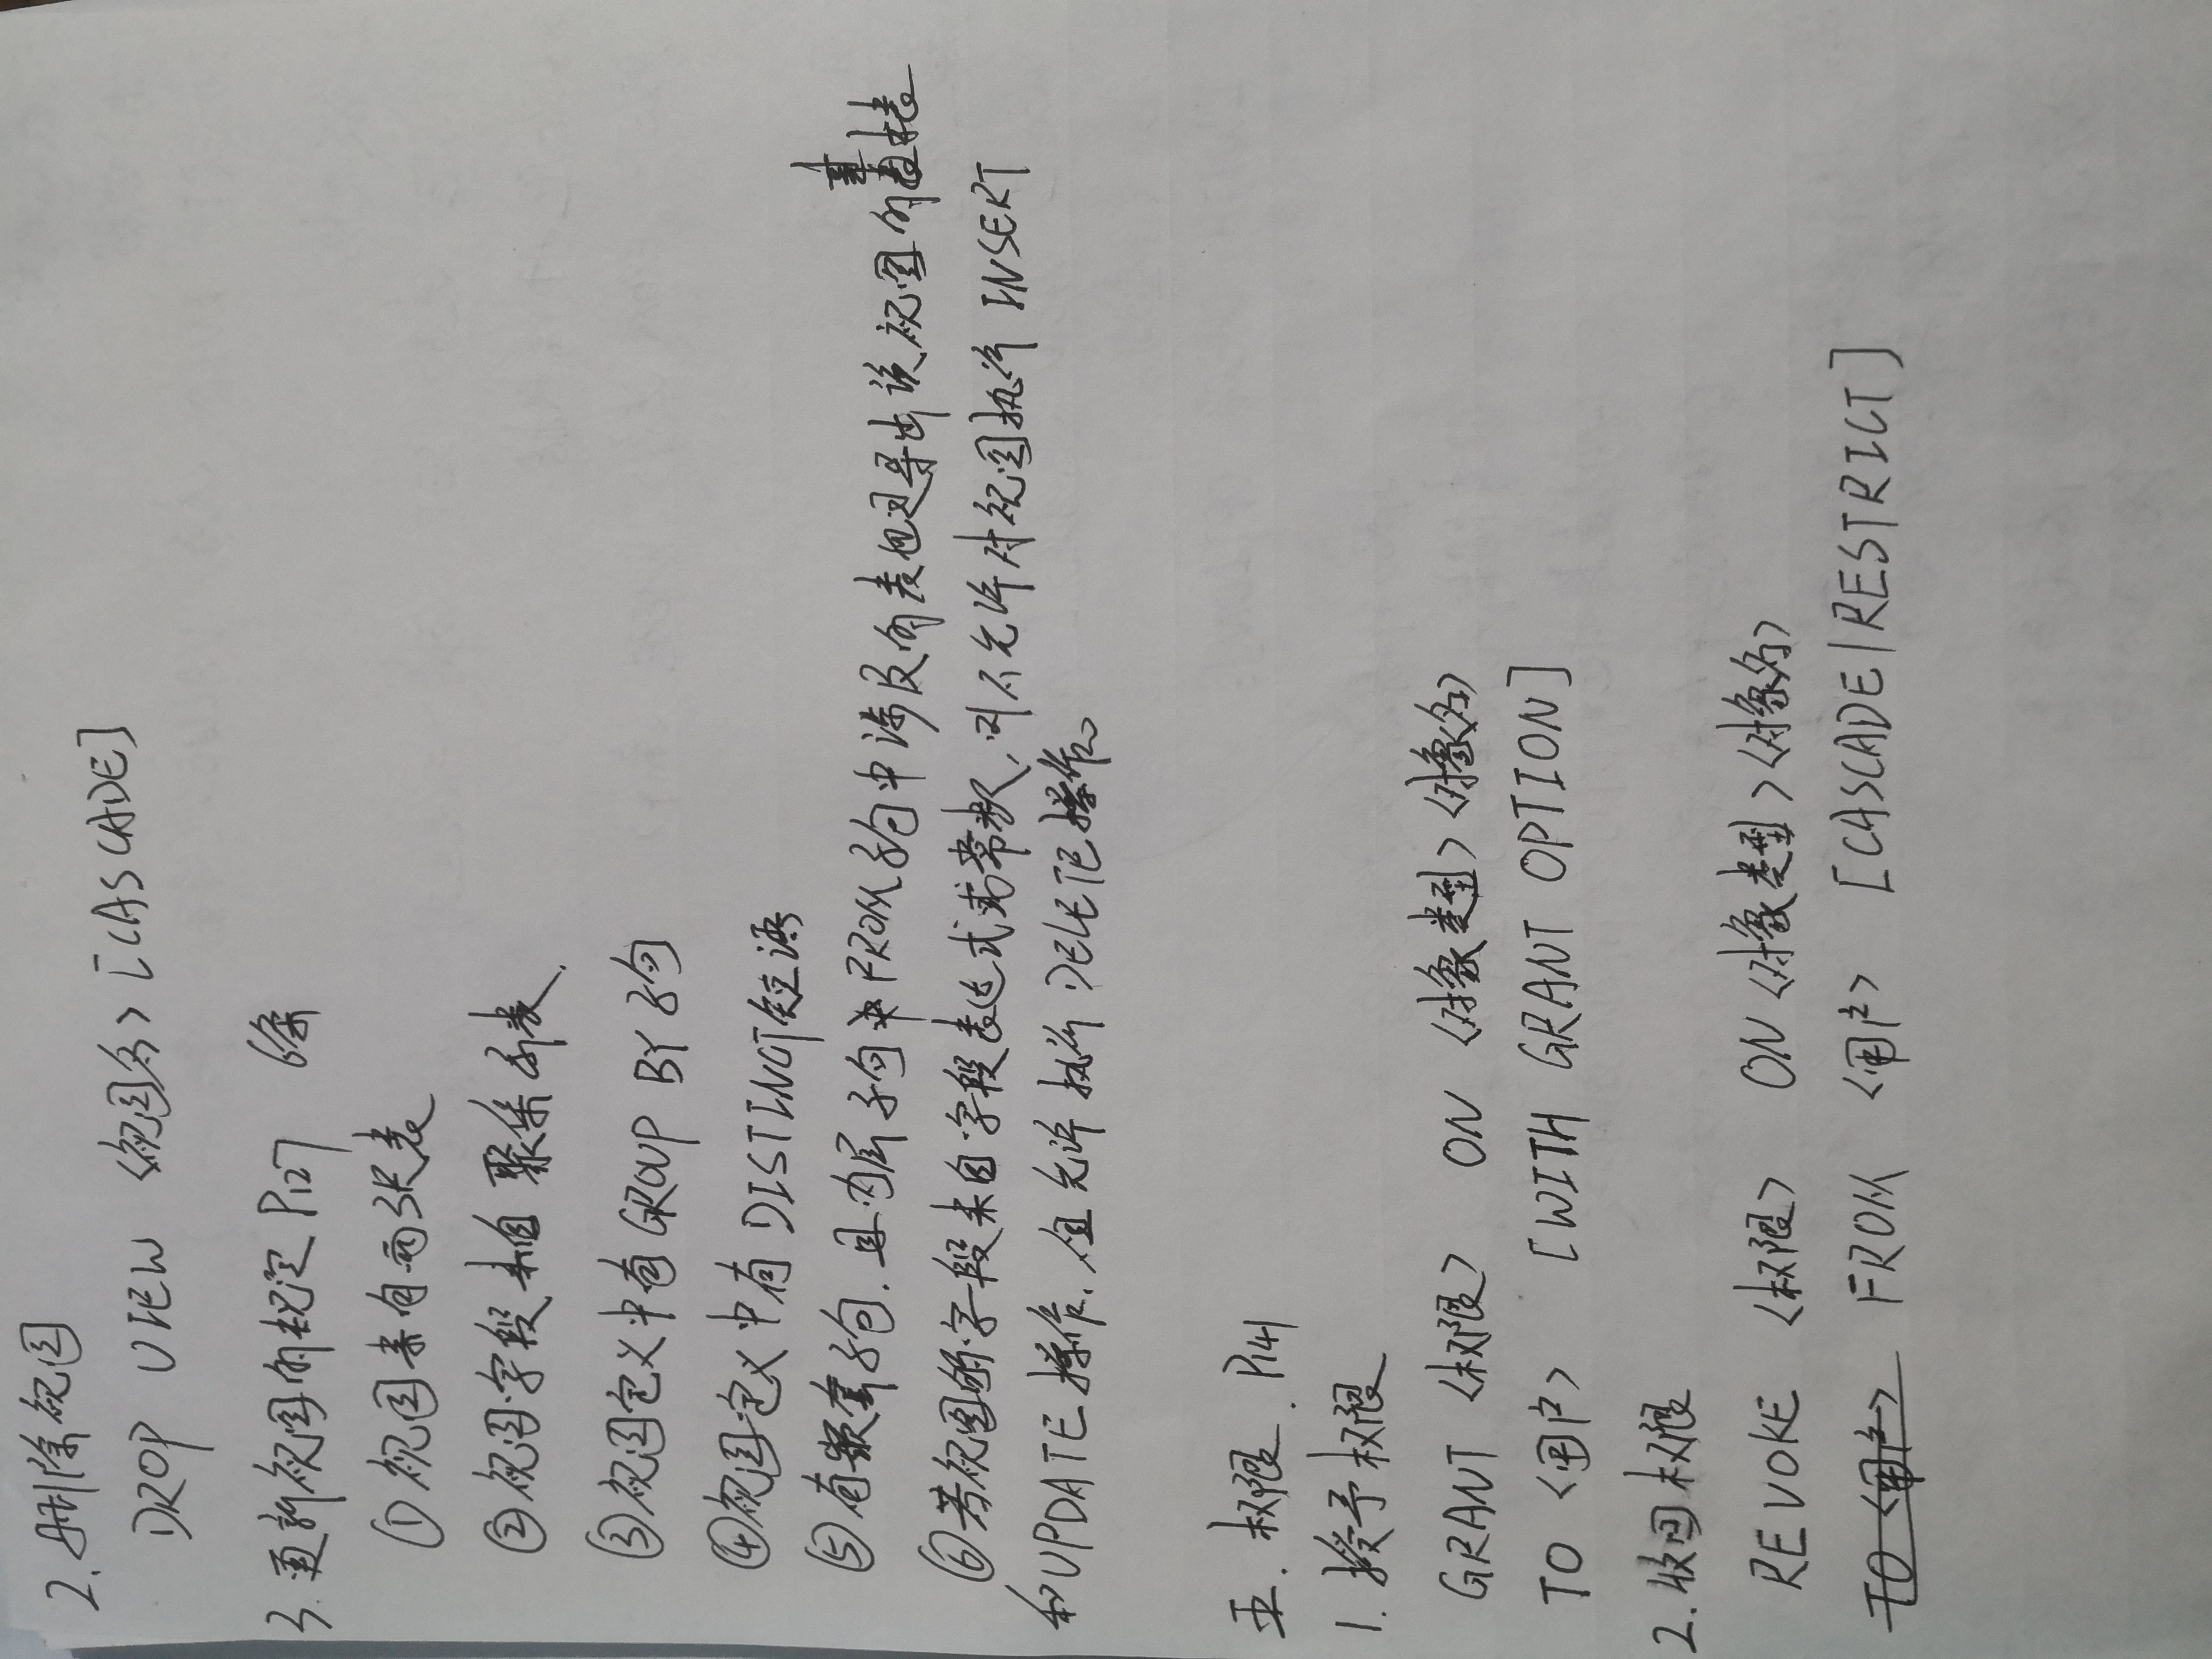 2.删除视图
DROP VIEW <视图名> [CASCADE]
3.更新视图的规定 P127 6条
①视图来自两张表
②视图字段来自聚集
③视图定义中有GROUP BY子句
④视图定义中有DISTINCT短语
⑤有嵌套子句,且内层子句中FROM子句中涉及的表也是导出该视图的基本表
⑥若视图的字段来自字段表达式或常数,则不允许对视图执行INSERT
和UPDATE操作,但允许执行DELETE操作。
五.权限.P141
1.授予权限
GRANT <权限> ON <对象类型> <对象名>
TO <用户> [WITH GRANT OPTION]
2.收回权限
REVOKE <权限> ON <对象类型> <对象名>
TO <用户> FROM <用户> [CASCADE|RESTRICT]